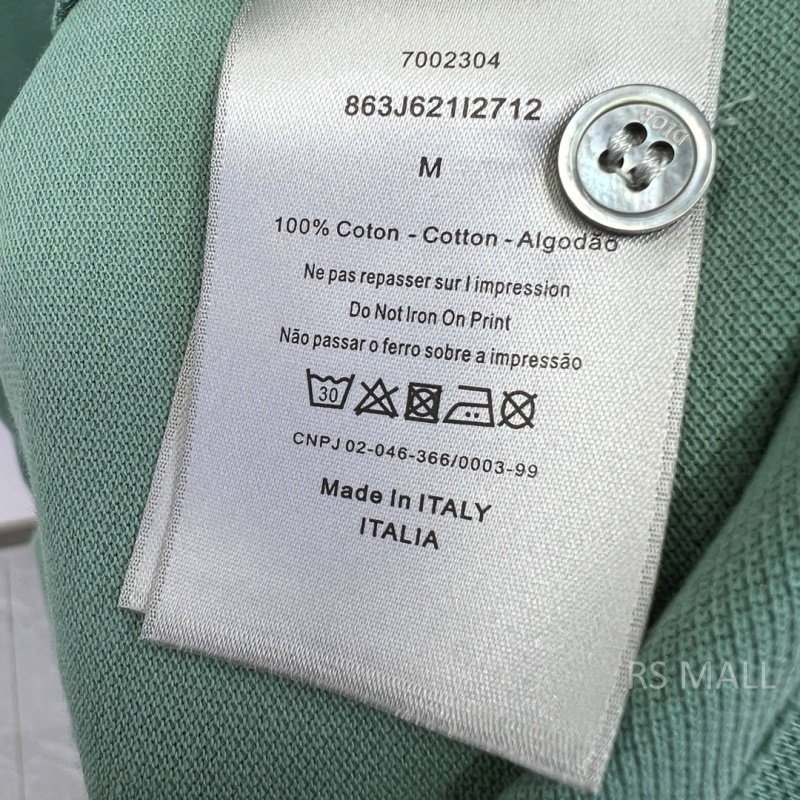 7002304
863J621I2712
DIOR
M
100% Coton - Cotton - Algodão
Ne pas repasser sur l impression
Do Not Iron On Print
Não passar o ferro sobre a impressão
30
CNPJ 02-046-366/0003-99
Made In ITALY
ITALIA
RS MALL